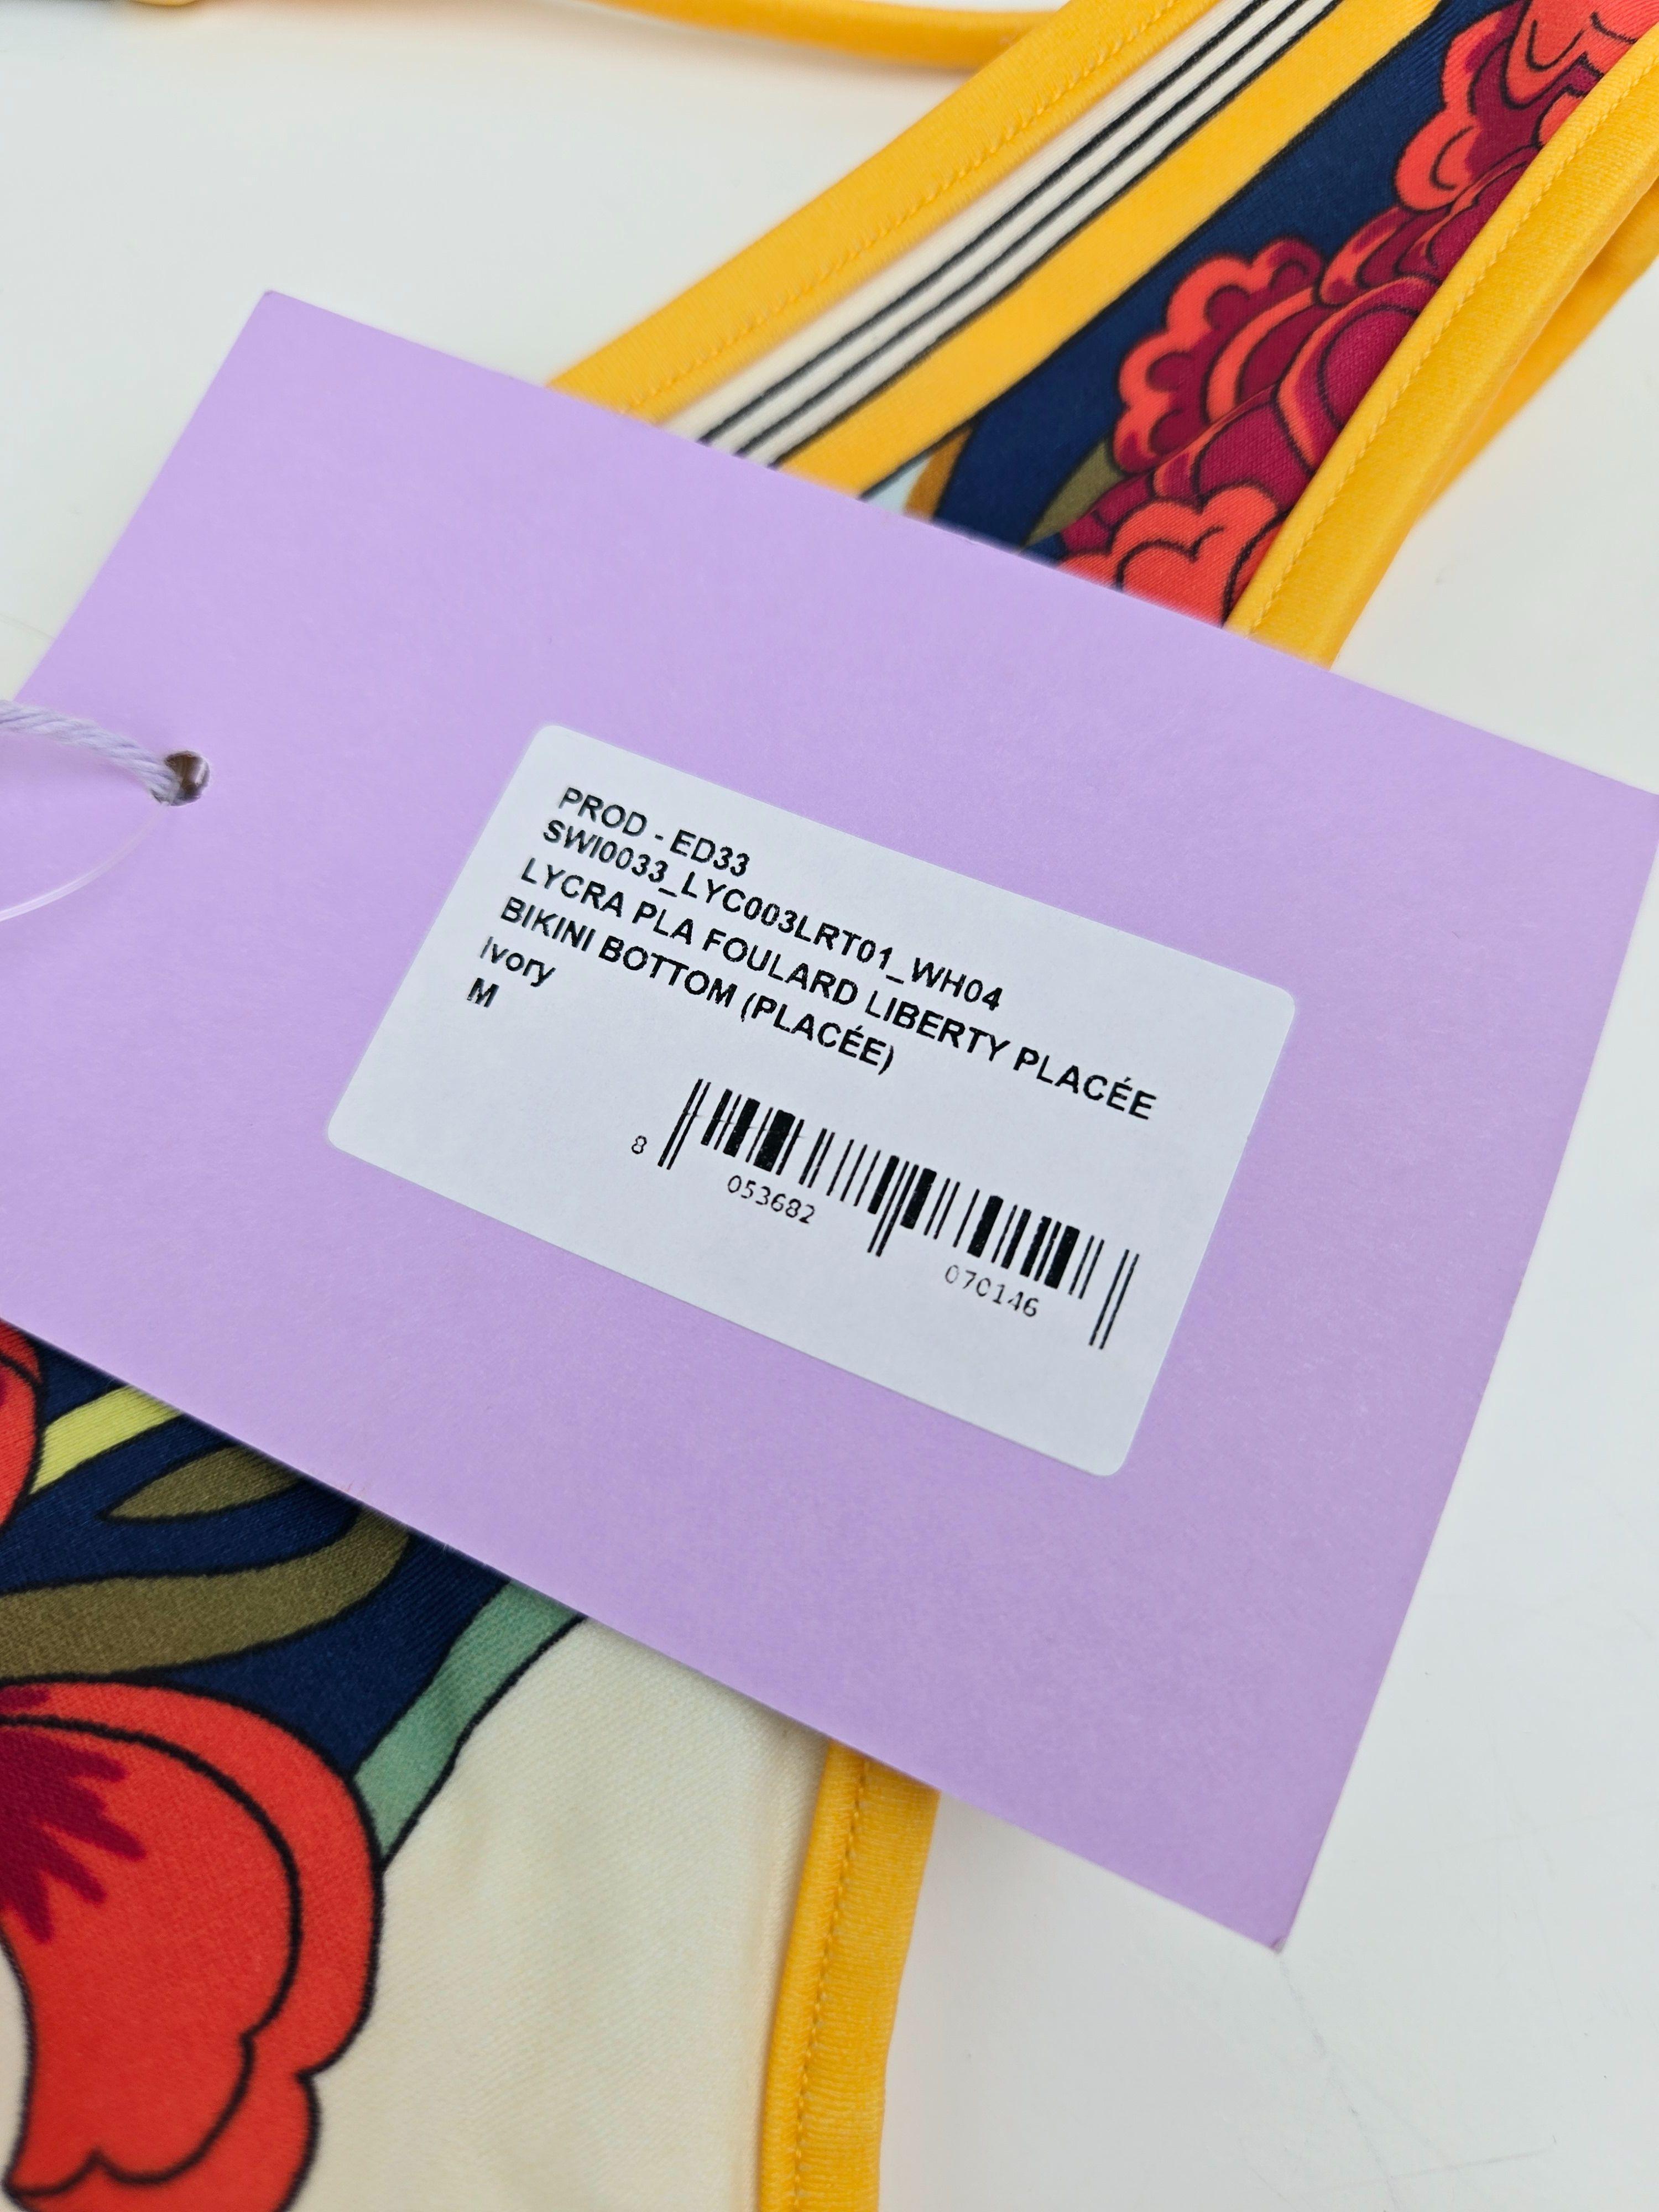 PROD - ED33
SWI0033_LYC003LRT01_WH04
LYCRA PLA FOULARD LIBERTY PLACÉE
BIKINI BOTTOM (PLACÉE)
Ivory
M
8 053682 070146